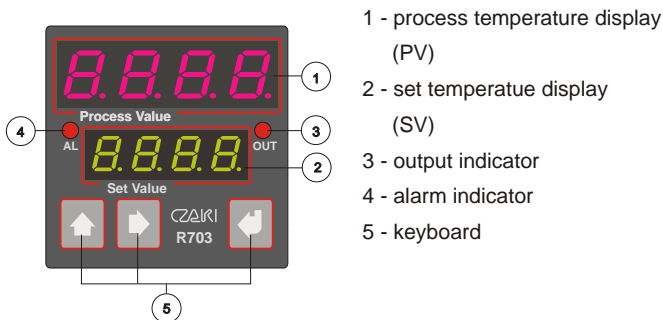 8.8.8.8.
Process Value
AL
OUT
8.8.8.8.
Set Value
CZAKI
R703
1
2
3
4
5
1 - process temperature display
(PV)
2 - set temperatue display
(SV)
3 - output indicator
4 - alarm indicator
5 - keyboard